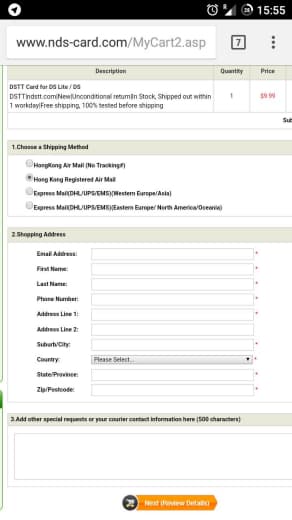 15:55
www.nds-card.com/MyCart2.asp
7
Description Quantity Price
DSTT Card for DS Lite / DS
DSTTindstt.com|New|Unconditional return|In Stock, Shipped out within 1 $9.99
1 workday|Free shipping, 100% tested before shipping
Sub
1.Choose a Shipping Method
HongKong Air Mail (No Tracking#)
Hong Kong Registered Air Mail
Express Mail(DHL/UPS/EMS)(Western Europe/Asia)
Express Mail(DHL/UPS/EMS)(Eastern Europe/ North America/Oceania)
2.Shipping Address
Email Address: *
First Name: *
Last Name:
Phone Number:
Address Line 1: *
Address Line 2:
Suburb/City: *
Country: Please Select... *
State/Province: *
Zip/Postcode: *
3.Add other special requests or your courier contact information here (500 characters)
Next (Review Details)